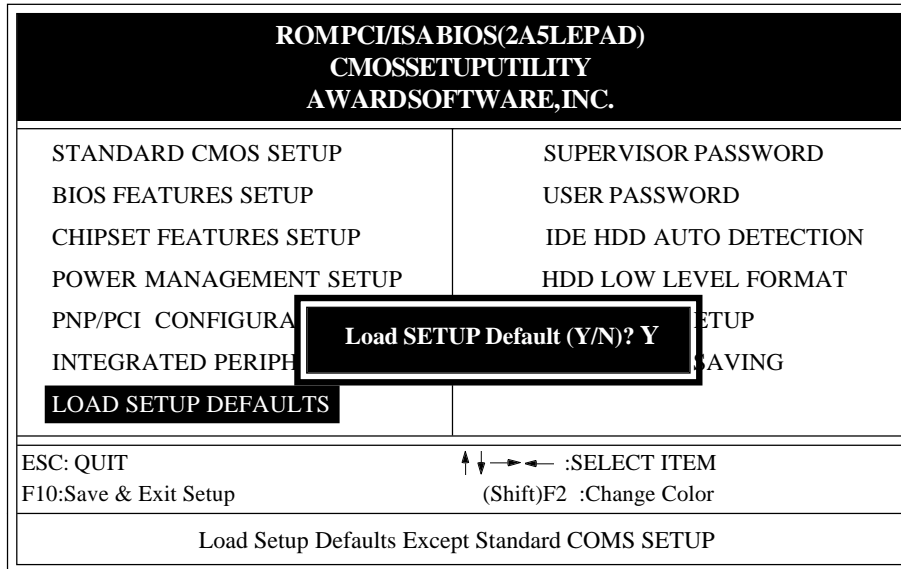 ROMPCI/ISABIOS(2A5LEPAD)
CMOSSETUPUTILITY
AWARDSOFTWARE,INC.
STANDARD CMOS SETUP
BIOS FEATURES SETUP
CHIPSET FEATURES SETUP
POWER MANAGEMENT SETUP
PNP/PCI CONFIGURA
INTEGRATED PERIPH
LOAD SETUP DEFAULTS
SUPERVISOR PASSWORD
USER PASSWORD
IDE HDD AUTO DETECTION
HDD LOW LEVEL FORMAT
ETUP
SAVING
Load SETUP Default (Y/N)? Y
ESC: QUIT
↑↓→← :SELECT ITEM
F10:Save & Exit Setup
(Shift)F2 :Change Color
Load Setup Defaults Except Standard COMS SETUP